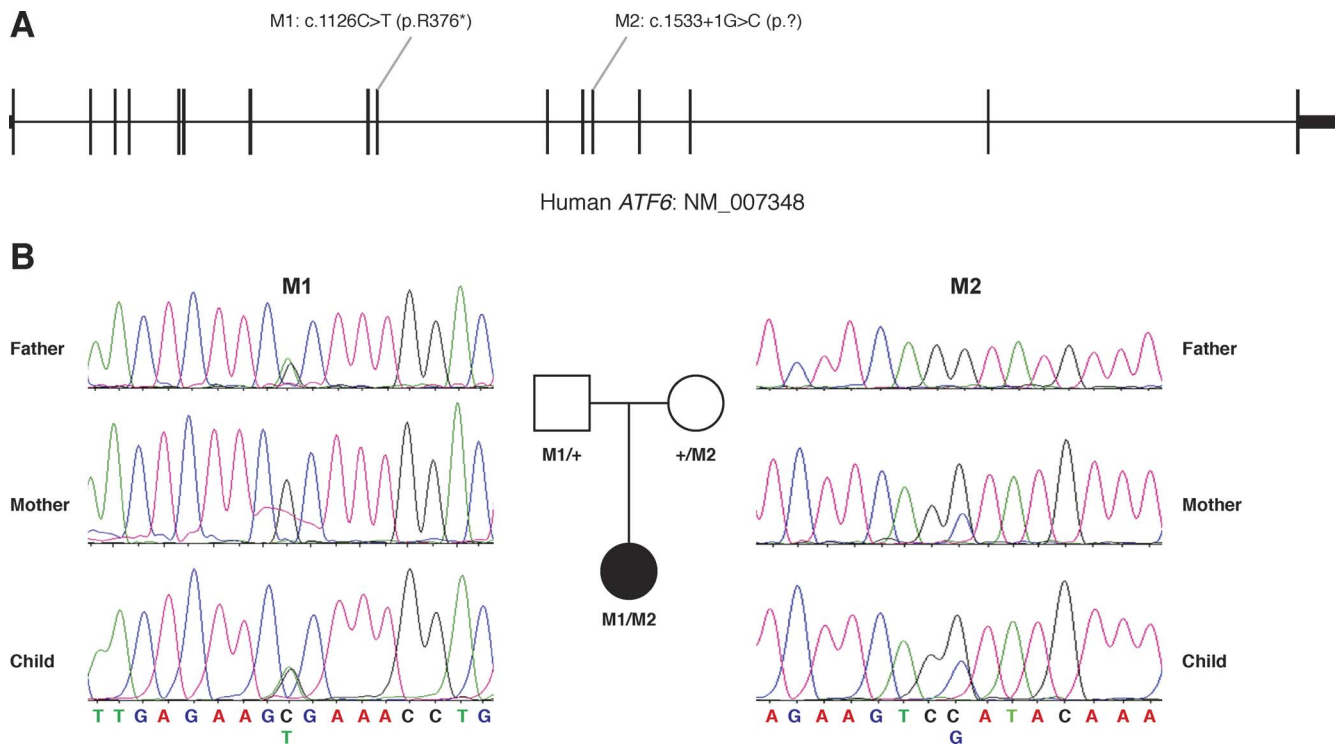 A
M1: c.1126C>T (p.R376*)
M2: c.1533+1G>C (p.?)
Human ATF6: NM_007348
B
M1
M2
Father
Father
M1/+
+/M2
Mother
Mother
M1/M2
Child
Child
T T G A G A A G C G A A A C C T G
T
A G A A G T C C A T A C A A A
G